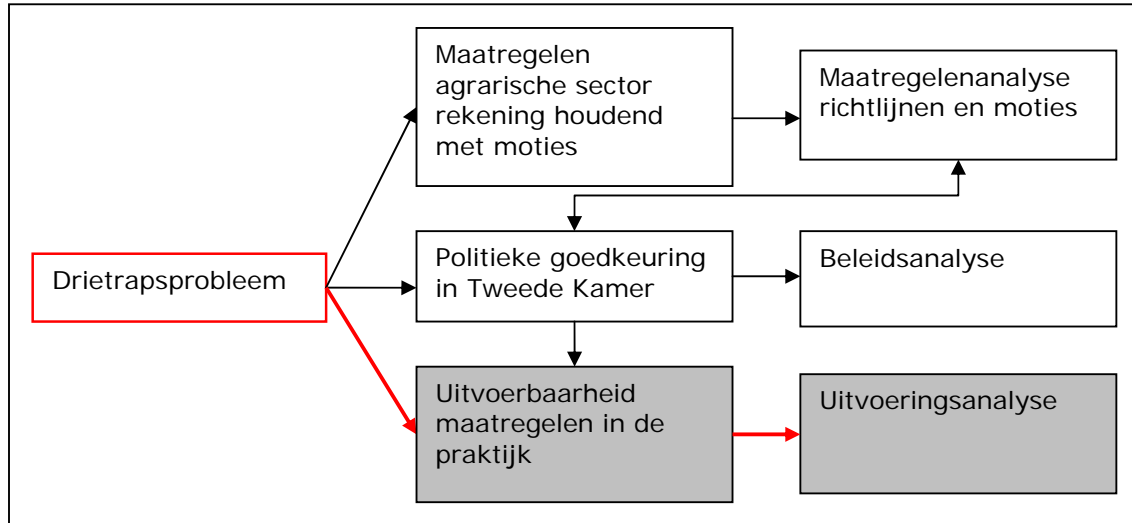 Maatregelen
agrarische sector
rekening houdend
met moties
Maatregelenanalyse
richtlijnen en moties
Drietrapsprobleem
Politieke goedkeuring
in Tweede Kamer
Beleidsanalyse
Uitvoerbaarheid
maatregelen in de
praktijk
Uitvoeringsanalyse